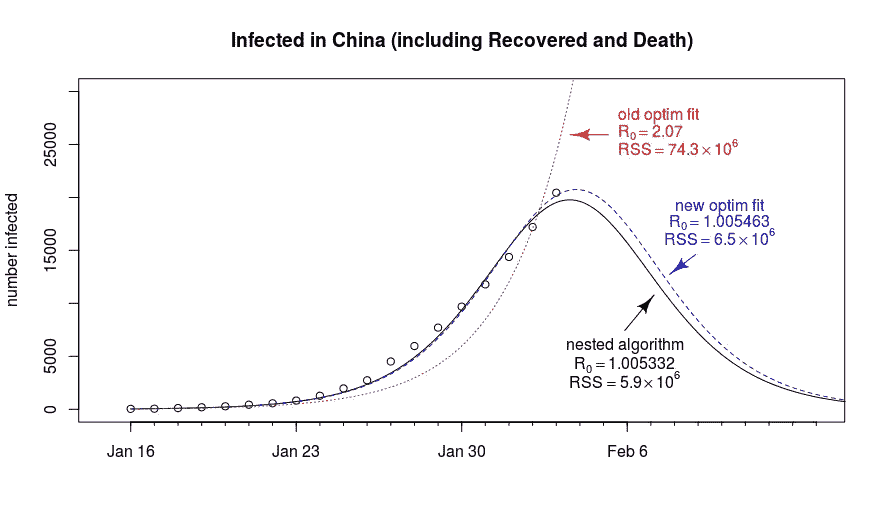 Infected in China (including Recovered and Death)
number infected
25000
15000
5000
0
old optim fit
R₀ = 2.07
RSS = 74.3 × 10⁶
new optim fit
R₀ = 1.005463
RSS = 6.5 × 10⁶
nested algorithm
R₀ = 1.005332
RSS = 5.9 × 10⁶
Jan 16
Jan 23
Jan 30
Feb 6